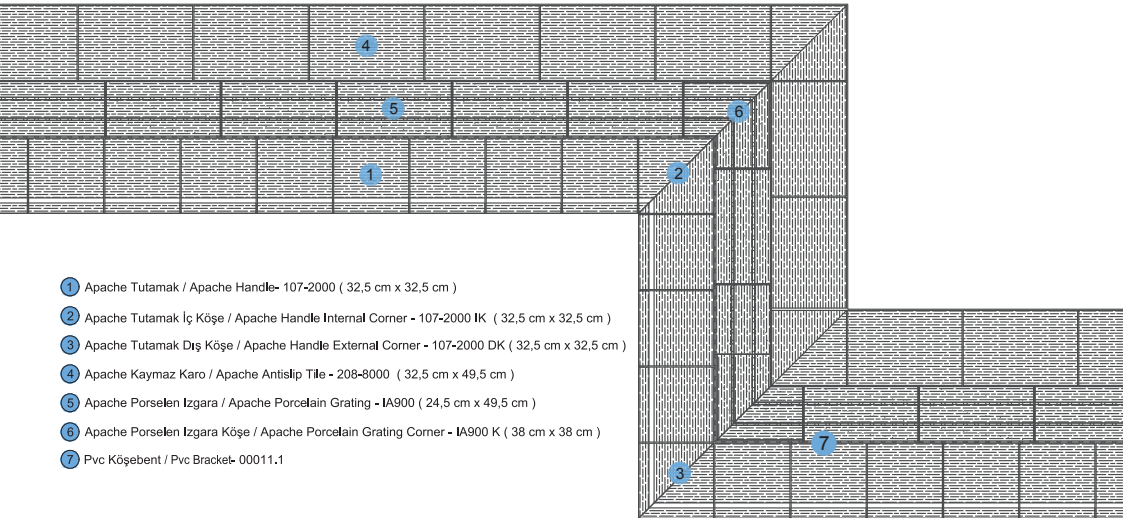 4
5
6
1
2
1 Apache Tutamak / Apache Handle- 107-2000 ( 32,5 cm x 32,5 cm )
2 Apache Tutamak İç Köşe / Apache Handle Internal Corner - 107-2000 IK ( 32,5 cm x 32,5 cm )
3 Apache Tutamak Dış Köşe / Apache Handle External Corner - 107-2000 DK ( 32,5 cm x 32,5 cm )
4 Apache Kaymaz Karo / Apache Antislip Tile - 208-8000 ( 32,5 cm x 49,5 cm )
5 Apache Porselen Izgara / Apache Porcelain Grating - IA900 ( 24,5 cm x 49,5 cm )
6 Apache Porselen Izgara Köşe / Apache Porcelain Grating Corner - IA900 K ( 38 cm x 38 cm )
7 Pvc Köşebent / Pvc Bracket- 00011.1
7
3